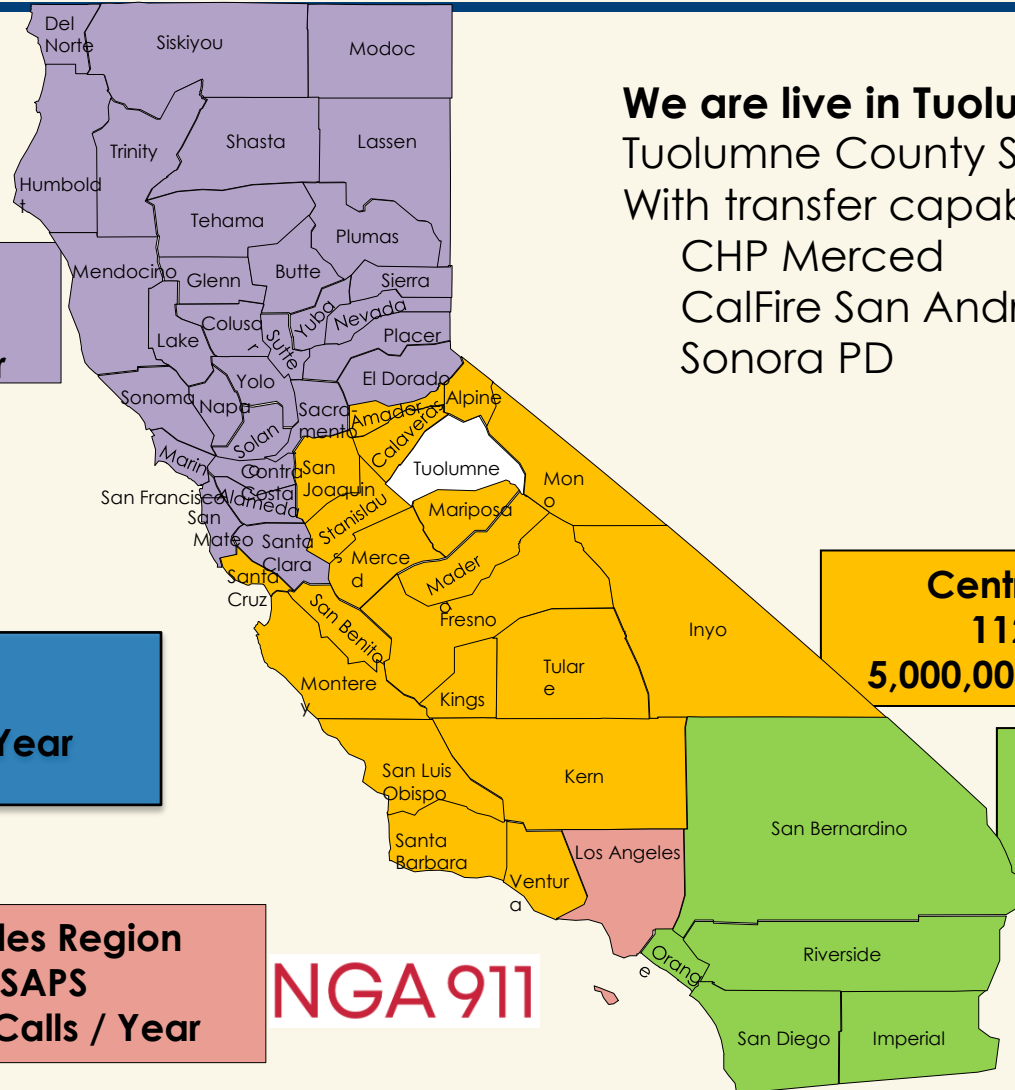 Del
Norte
Siskiyou
Modoc
We are live in Tuolu
Tuolumne County S
With transfer capab
CHP Merced
CalFire San Andr
Sonora PD
Trinity
Shasta
Lassen
Humbold
t
Tehama
Plumas
Mendocino
Glenn
Butte
Sierra
Colusa
r
Yuba
Nevada
Lake
Sutte
Placer
r
Yolo
El Dorado
Sonoma
Napa
Sacra-
mento
Amador
Alpine
Solan
o
Calaveras
Marin
Contra
Costa
San
Joaquin
Tuolumne
Mon
o
San Francisco
Alameda
Stanislau
s
Mariposa
San
Mateo
Santa
Clara
Merce
d
Mader
a
Santa
Cruz
San Benito
Fresno
Inyo
Centr
11
5,000,00
Montere
y
Kings
Tular
e
Year
San Luis
Obispo
Kern
San Bernardino
Santa
Barbara
Los Angeles
Ventur
a
les Region
SAPS
Calls / Year
NGA 911
Orang
e
Riverside
San Diego
Imperial